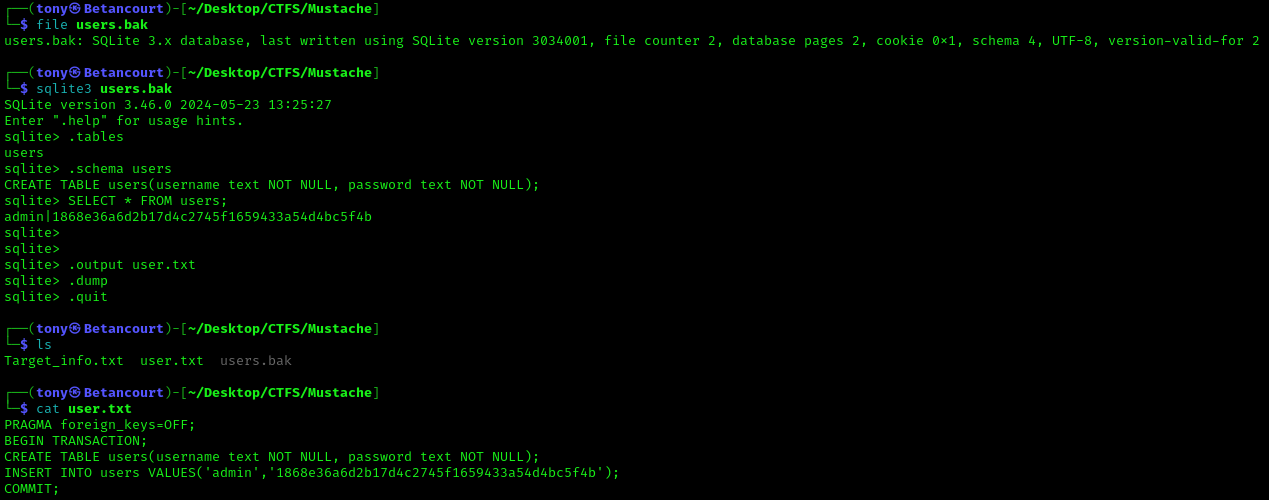 ┌──(tony㉿Betancourt)-[~/Desktop/CTFS/Mustache]
└─$ file users.bak
users.bak: SQLite 3.x database, last written using SQLite version 3034001, file counter 2, database pages 2, cookie 0×1, schema 4, UTF-8, version-valid-for 2
┌──(tony㉿Betancourt)-[~/Desktop/CTFS/Mustache]
└─$ sqlite3 users.bak
SQLite version 3.46.0 2024-05-23 13:25:27
Enter ".help" for usage hints.
sqlite> .tables
users
sqlite> .schema users
CREATE TABLE users(username text NOT NULL, password text NOT NULL);
sqlite> SELECT * FROM users;
admin|1868e36a6d2b17d4c2745f1659433a54d4bc5f4b
sqlite>
sqlite>
sqlite> .output user.txt
sqlite> .dump
sqlite> .quit
┌──(tony㉿Betancourt)-[~/Desktop/CTFS/Mustache]
└─$ ls
Target_info.txt  user.txt  users.bak
┌──(tony㉿Betancourt)-[~/Desktop/CTFS/Mustache]
└─$ cat user.txt
PRAGMA foreign_keys=OFF;
BEGIN TRANSACTION;
CREATE TABLE users(username text NOT NULL, password text NOT NULL);
INSERT INTO users VALUES('admin','1868e36a6d2b17d4c2745f1659433a54d4bc5f4b');
COMMIT;